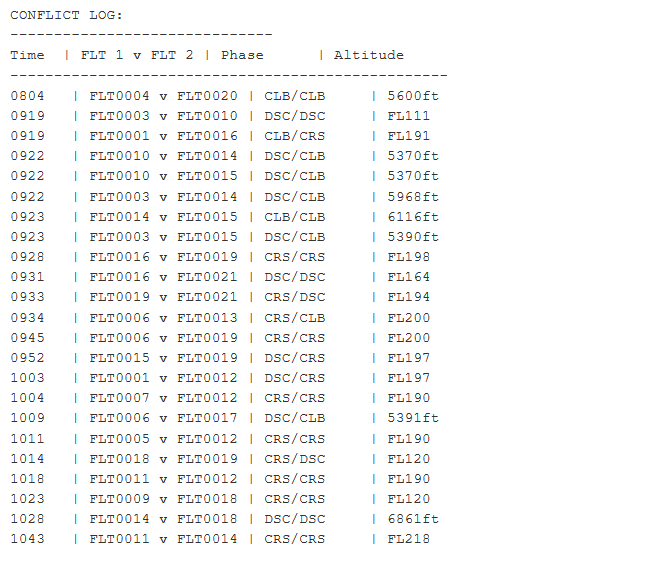 CONFLICT LOG:
------------------------------
Time  | FLT 1 v FLT 2 | Phase      | Altitude
--------------------------------------------------
0804   | FLT0004 v FLT0020 | CLB/CLB     | 5600ft
0919   | FLT0003 v FLT0010 | DSC/DSC     | FL111
0919   | FLT0001 v FLT0016 | CLB/CRS     | FL191
0922   | FLT0010 v FLT0014 | DSC/CLB     | 5370ft
0922   | FLT0010 v FLT0015 | DSC/CLB     | 5370ft
0922   | FLT0003 v FLT0014 | DSC/CLB     | 5968ft
0923   | FLT0014 v FLT0015 | CLB/CLB     | 6116ft
0923   | FLT0003 v FLT0015 | DSC/CLB     | 5390ft
0928   | FLT0016 v FLT0019 | CRS/CRS     | FL198
0931   | FLT0016 v FLT0021 | DSC/DSC     | FL164
0933   | FLT0019 v FLT0021 | CRS/DSC     | FL194
0934   | FLT0006 v FLT0013 | CRS/CLB     | FL200
0945   | FLT0006 v FLT0019 | CRS/CRS     | FL200
0952   | FLT0015 v FLT0019 | DSC/CRS     | FL197
1003   | FLT0001 v FLT0012 | DSC/CRS     | FL197
1004   | FLT0007 v FLT0012 | CRS/CRS     | FL190
1009   | FLT0006 v FLT0017 | DSC/CLB     | 5391ft
1011   | FLT0005 v FLT0012 | CRS/CRS     | FL190
1014   | FLT0018 v FLT0019 | CRS/DSC     | FL120
1018   | FLT0011 v FLT0012 | CRS/CRS     | FL190
1023   | FLT0009 v FLT0018 | CRS/CRS     | FL120
1028   | FLT0014 v FLT0018 | DSC/DSC     | 6861ft
1043   | FLT0011 v FLT0014 | CRS/CRS     | FL218